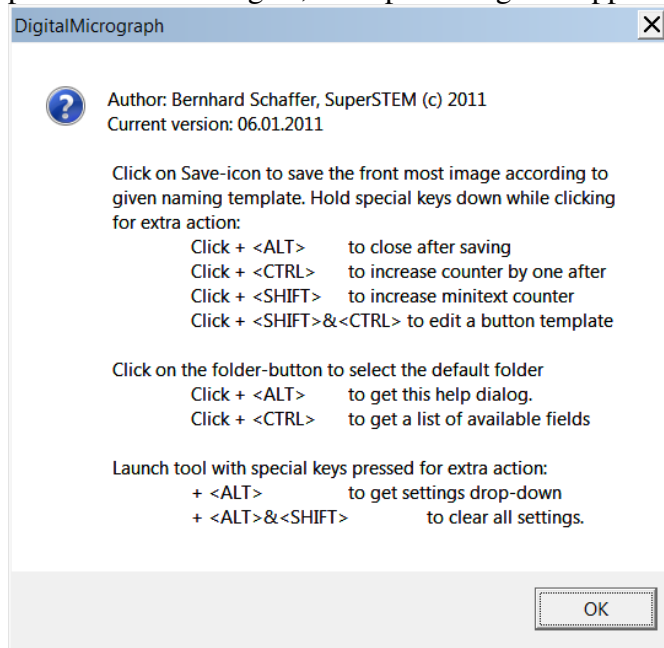 DigitalMicrograph
Author: Bernhard Schaffer, SuperSTEM (c) 2011
Current version: 06.01.2011
Click on Save-icon to save the front most image according to
given naming template. Hold special keys down while clicking
for extra action:
Click + <ALT> to close after saving
Click + <CTRL> to increase counter by one after
Click + <SHIFT> to increase minitext counter
Click + <SHIFT>&<CTRL> to edit a button template
Click on the folder-button to select the default folder
Click + <ALT> to get this help dialog.
Click + <CTRL> to get a list of available fields
Launch tool with special keys pressed for extra action:
+ <ALT> to get settings drop-down
+ <ALT>&<SHIFT> to clear all settings.
OK